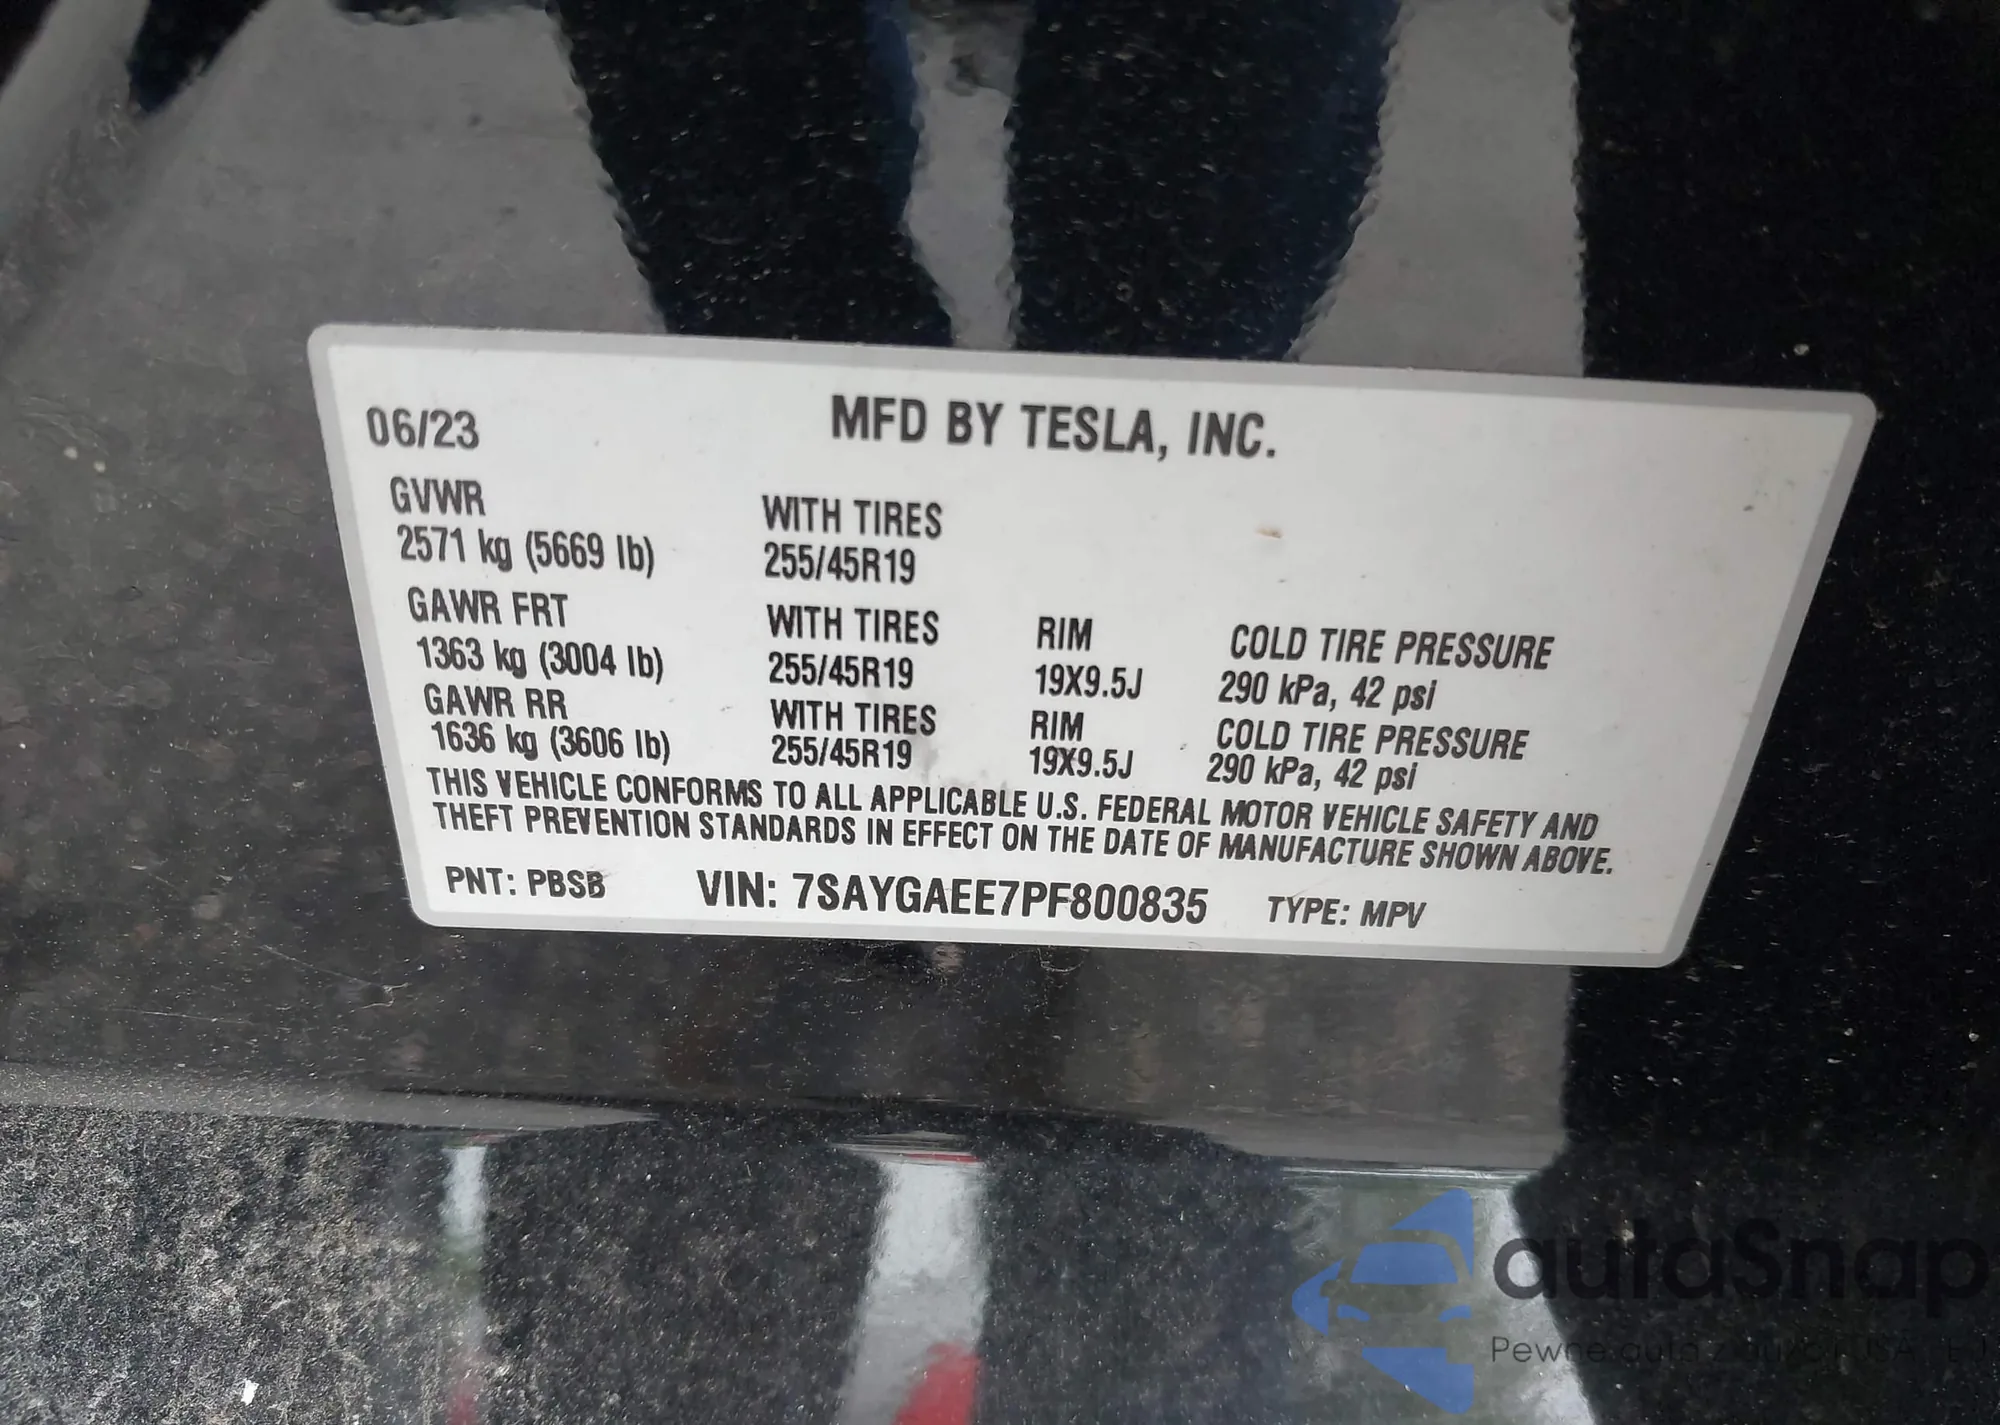 06/23 MFD BY TESLA, INC.
GVWR WITH TIRES
2571 kg (5669 lb) 255/45R19
GAWR FRT WITH TIRES RIM COLD TIRE PRESSURE
1363 kg (3004 lb) 255/45R19 19X9.5J 290 kPa, 42 psi
GAWR RR WITH TIRES RIM COLD TIRE PRESSURE
1636 kg (3606 lb) 255/45R19 19X9.5J 290 kPa, 42 psi
THIS VEHICLE CONFORMS TO ALL APPLICABLE U.S. FEDERAL MOTOR VEHICLE SAFETY AND
THEFT PREVENTION STANDARDS IN EFFECT ON THE DATE OF MANUFACTURE SHOWN ABOVE.
PNT: PBSB VIN: 7SAYGAEE7PF800835 TYPE: MPV
autaSnap
Pewne auta z